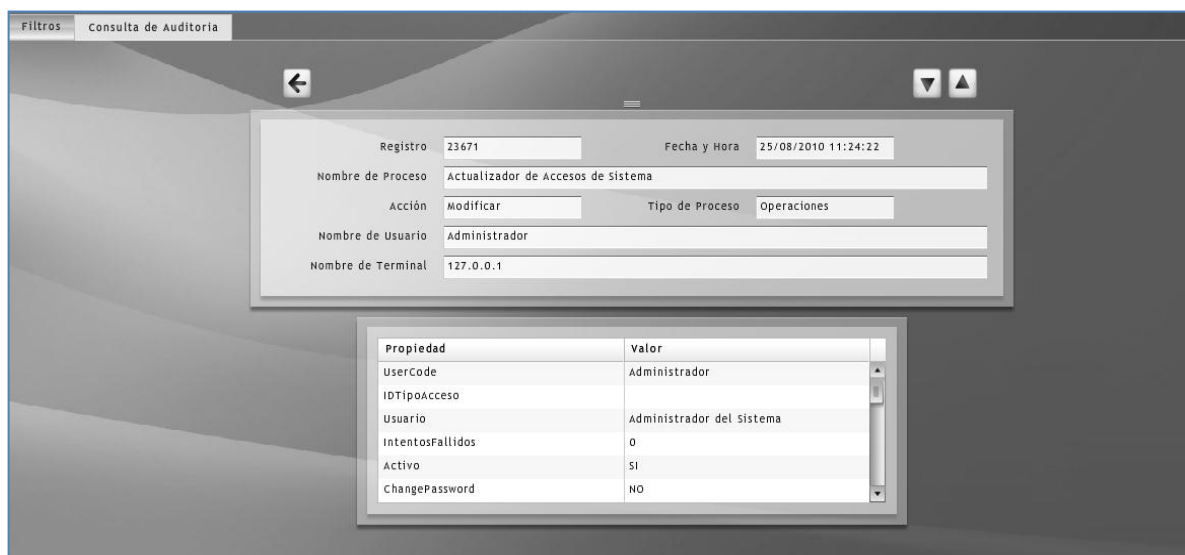 Filtros Consulta de Auditoria
Registro 23671 Fecha y Hora 25/08/2010 11:24:22
Nombre de Proceso Actualizador de Accesos de Sistema
Acción Modificar Tipo de Proceso Operaciones
Nombre de Usuario Administrador
Nombre de Terminal 127.0.0.1
Propiedad Valor
UserCode Administrador
IDTipoAcceso
Usuario Administrador del Sistema
IntentosFallidos 0
Activo SI
ChangePassword NO